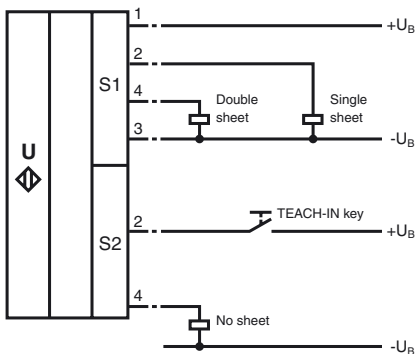 1
+UB
2
S1
4
Double
sheet
Single
sheet
3
-UB
U
2
TEACH-IN key
+UB
S2
4
No sheet
-UB